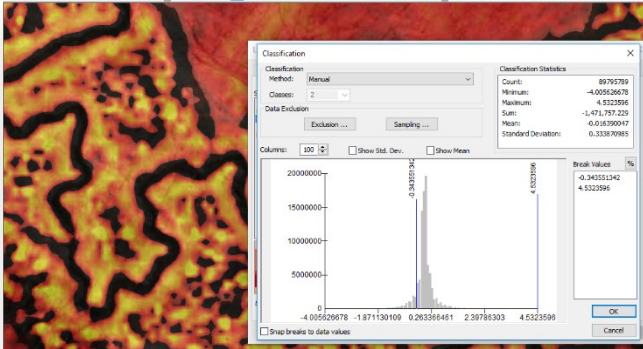 Classification
Classification
Method: Manual
Classes: 2
Data Exclusion
Exclusion ...
Sampling ...
Columns: 100
Show Std. Dev.
Show Mean
Classification Statistics
Count: 89795789
Minimum: -4.005626678
Maximum: 4.5323596
Sum: -1,471,757.229
Mean: -0.016390047
Standard Deviation: 0.333870985
Break Values
%
-0.343551342
4.5323596
-0.343551342
4.5323596
20000000
15000000
10000000
5000000
0
-4.005626678 -1.871130109 0.263366461 2.39786303 4.5323596
Snap breaks to data values
OK
Cancel